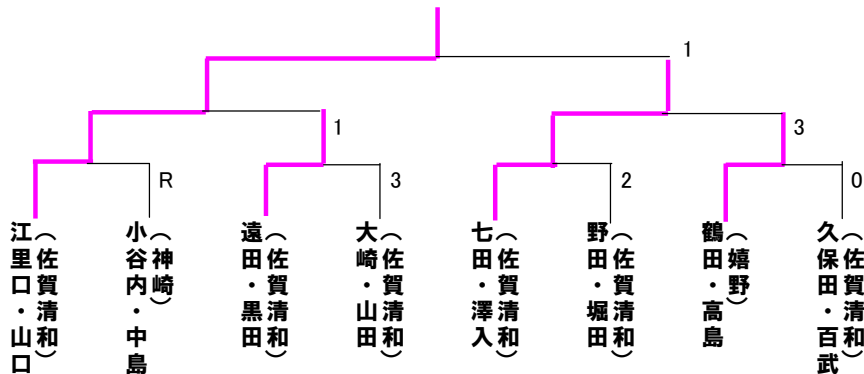 1
1
3
R
3
2
0
江里口・山口
(佐賀清和)
小谷内・中島
(神崎)
遠田・黒田
(佐賀清和)
大崎・山田
(佐賀清和)
七田・澤入
(佐賀清和)
野田・堀田
(佐賀清和)
鶴田・高島
(嬉野)
久保田・百武
(佐賀清和)